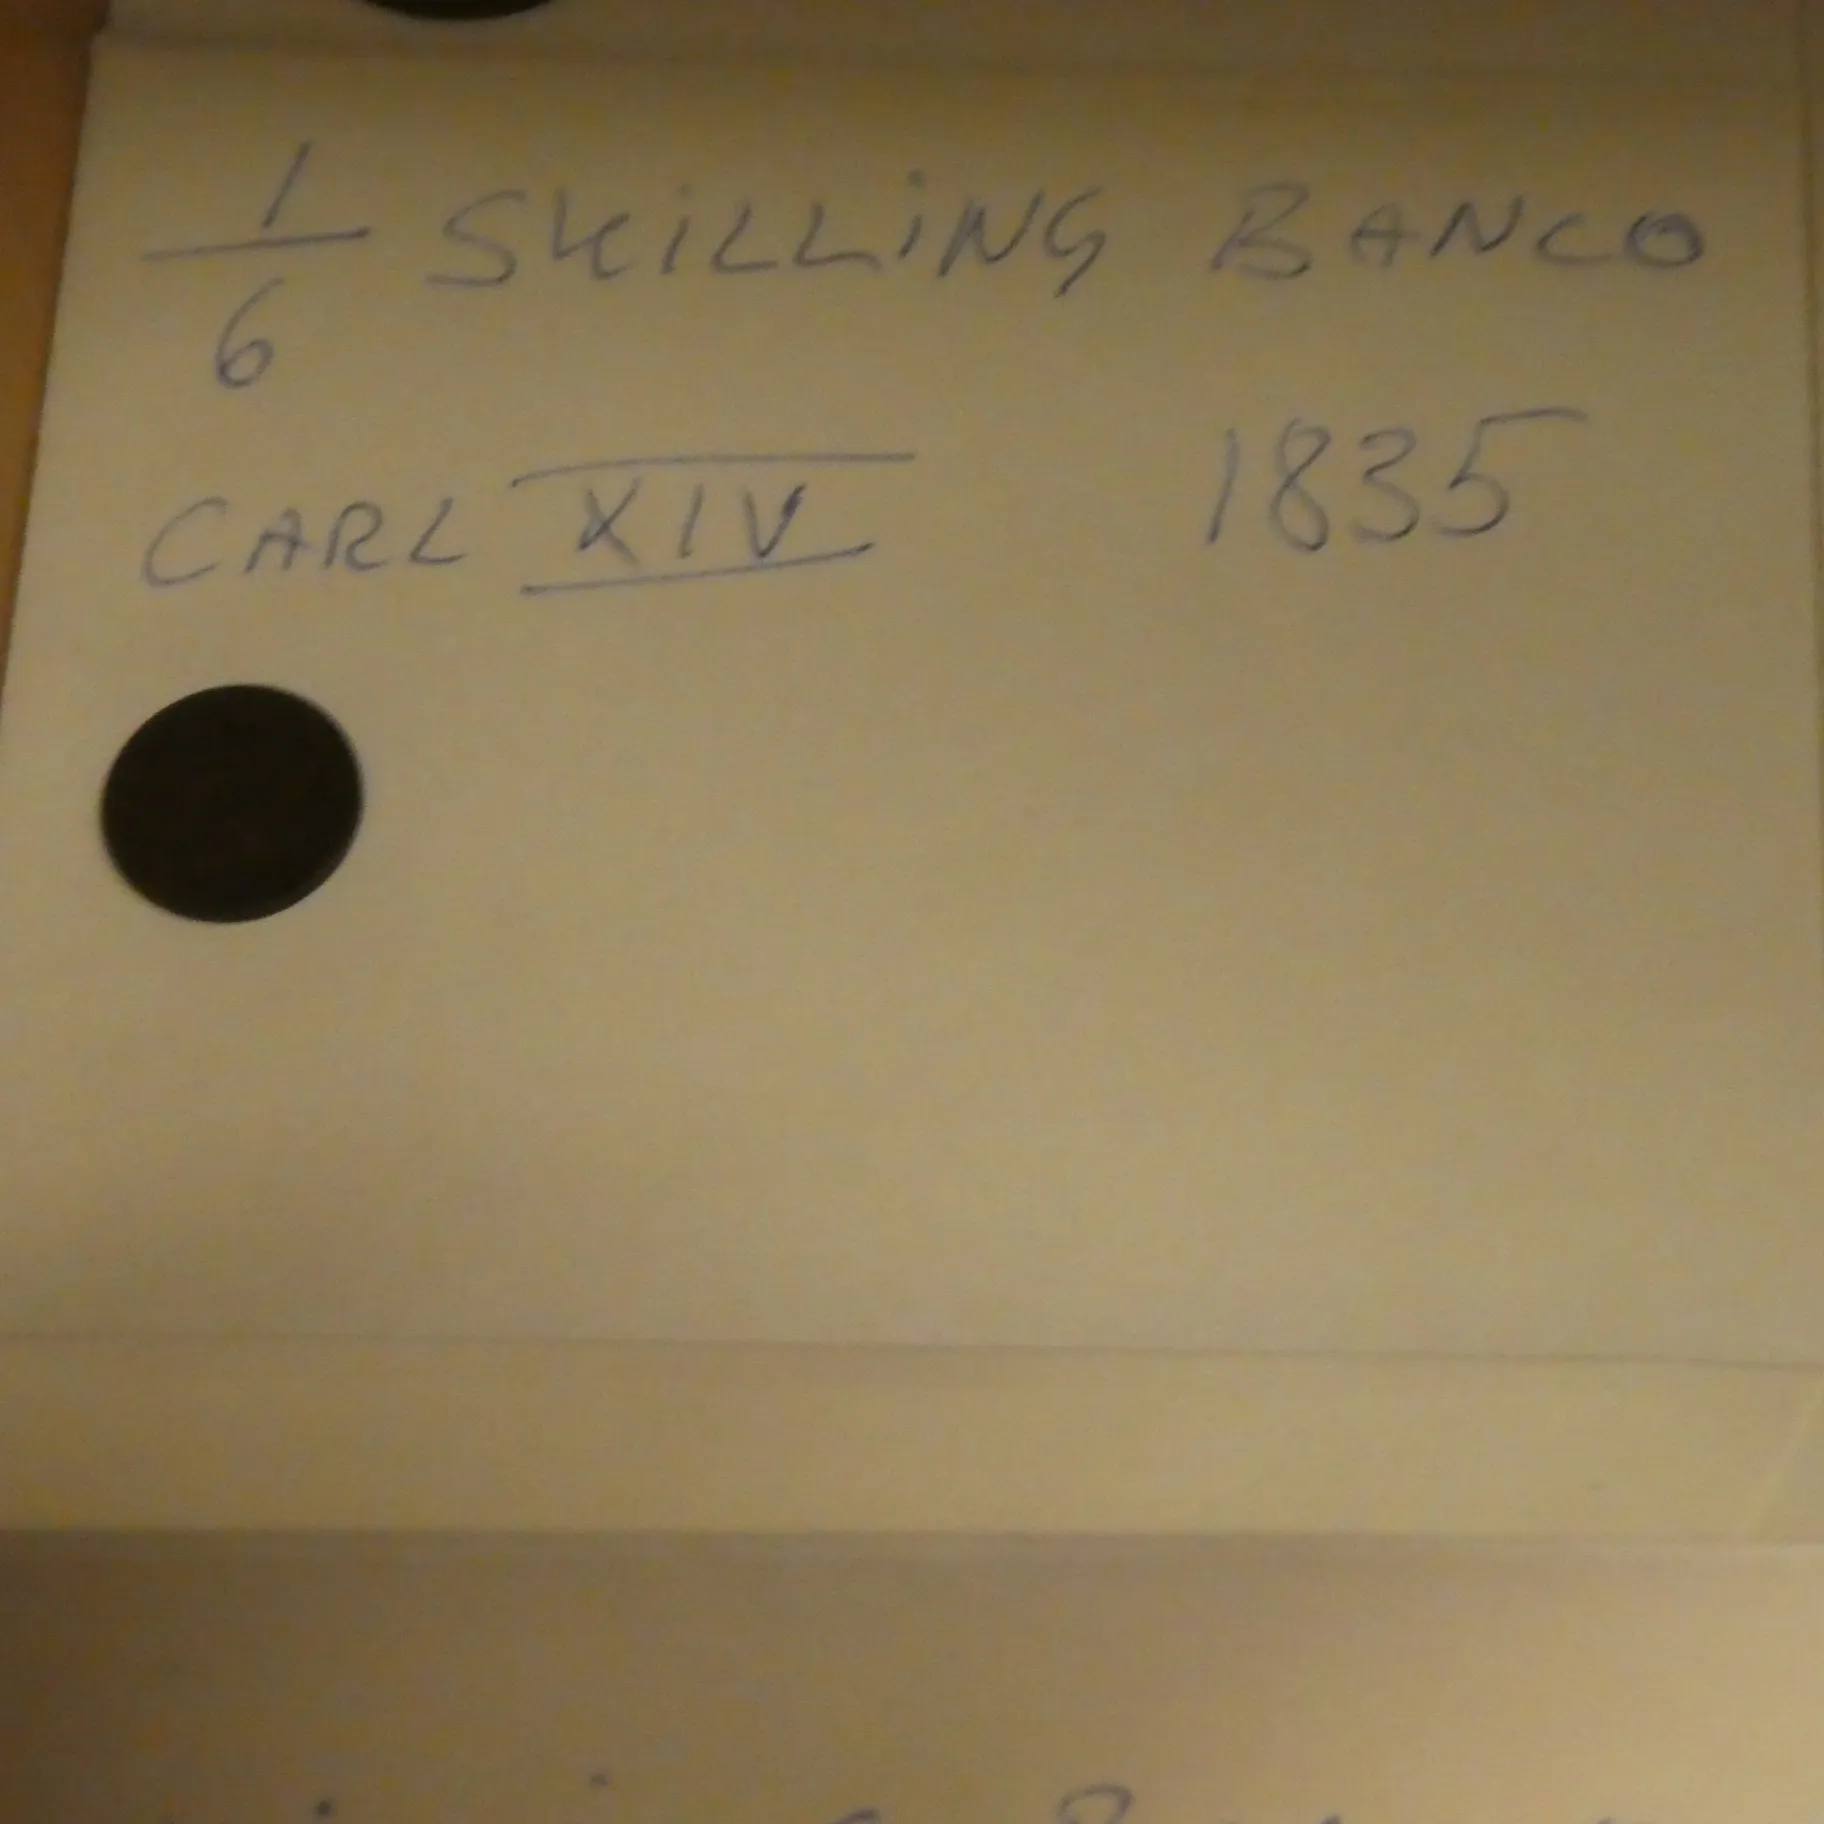 1/6 SKiLLiNG BANCO
CARL XIV 1835